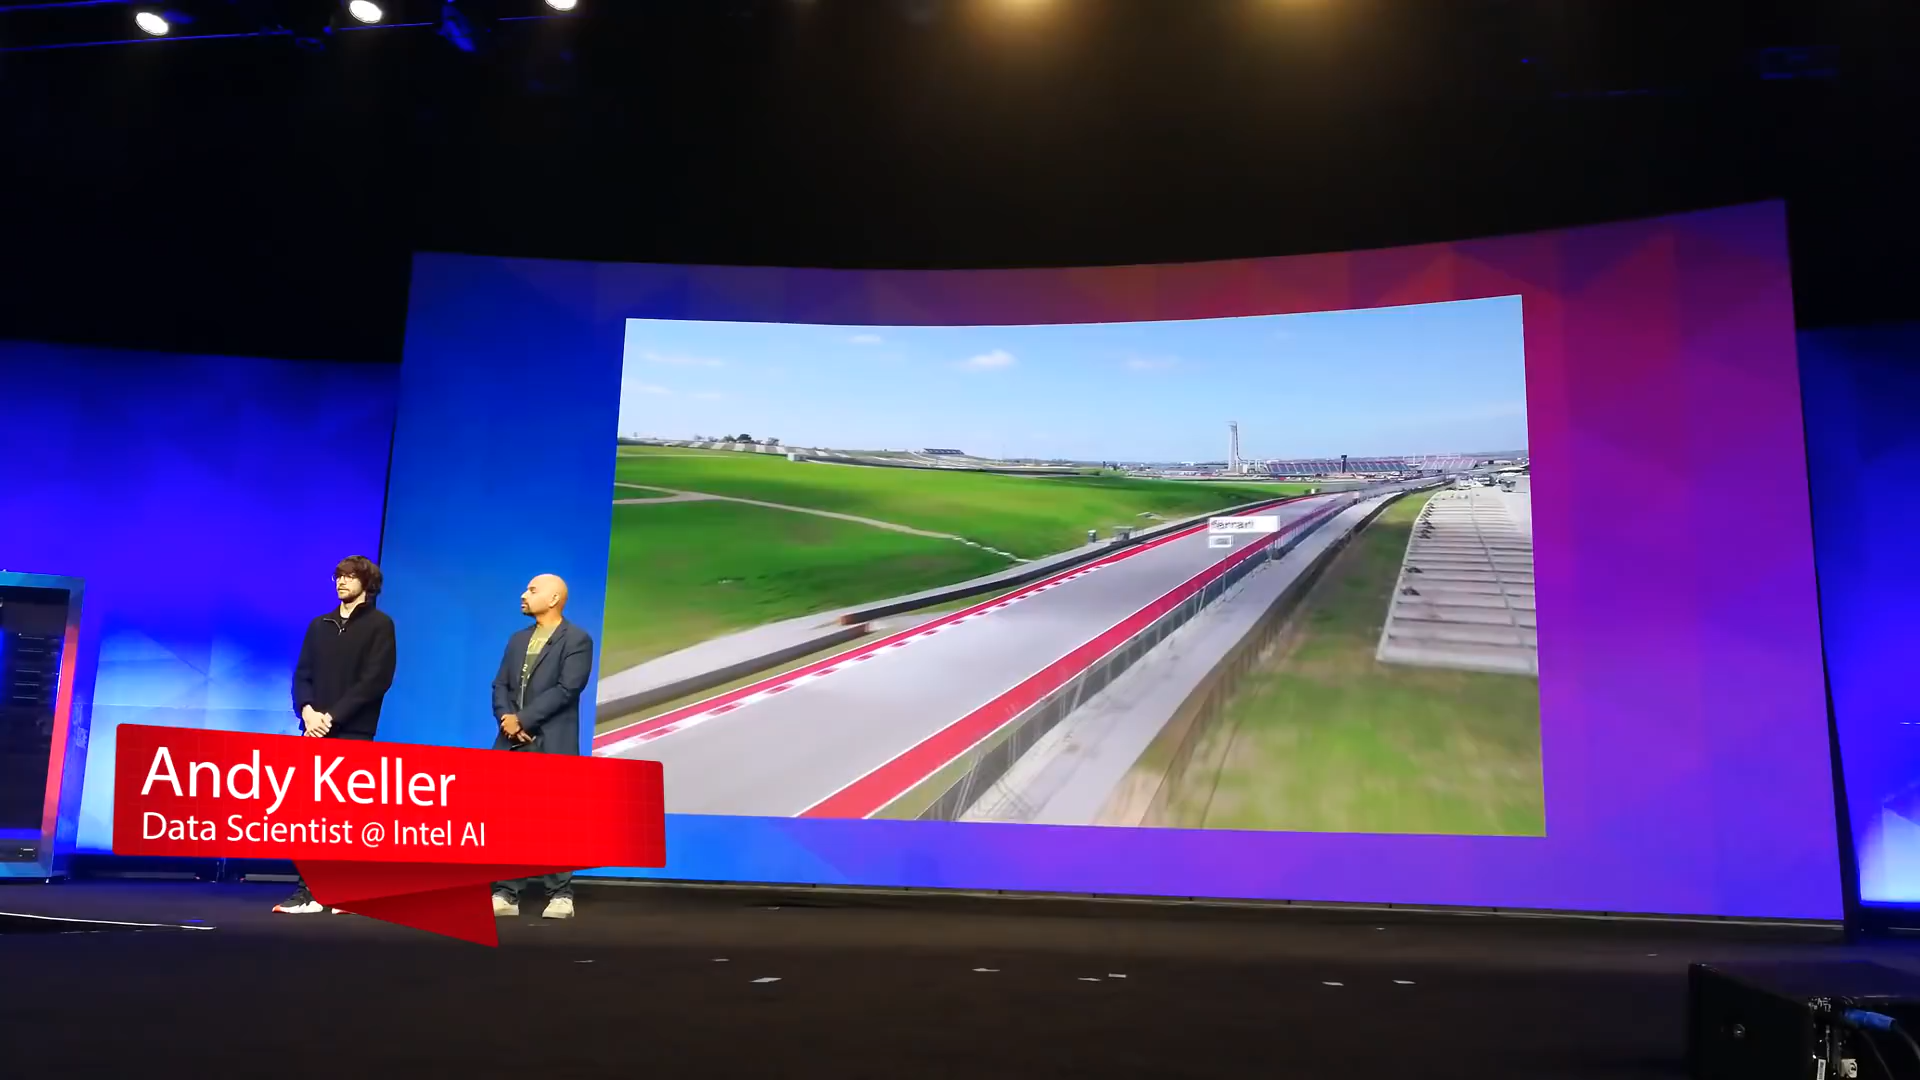 ferrari
Andy Keller
Data Scientist @ Intel AI